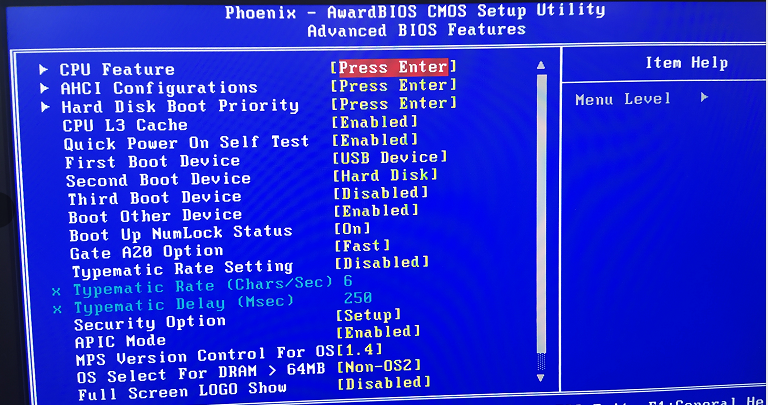 Phoenix - AwardBIOS CMOS Setup Utility
Advanced BIOS Features
CPU Feature [Press Enter]
AHCI Configurations [Press Enter]
Hard Disk Boot Priority [Press Enter]
CPU L3 Cache [Enabled]
Quick Power On Self Test [Enabled]
First Boot Device [USB Device]
Second Boot Device [Hard Disk]
Third Boot Device [Disabled]
Boot Other Device [Enabled]
Boot Up NumLock Status [On]
Gate A20 Option [Fast]
Typematic Rate Setting [Disabled]
x Typematic Rate (Chars/Sec) 6
x Typematic Delay (Msec) 250
Security Option [Setup]
APIC Mode [Enabled]
MPS Version Control For OS[1.4]
OS Select For DRAM > 64MB [Non-OS2]
Full Screen LOGO Show [Disabled]
Item Help
Menu Level
F1:General He